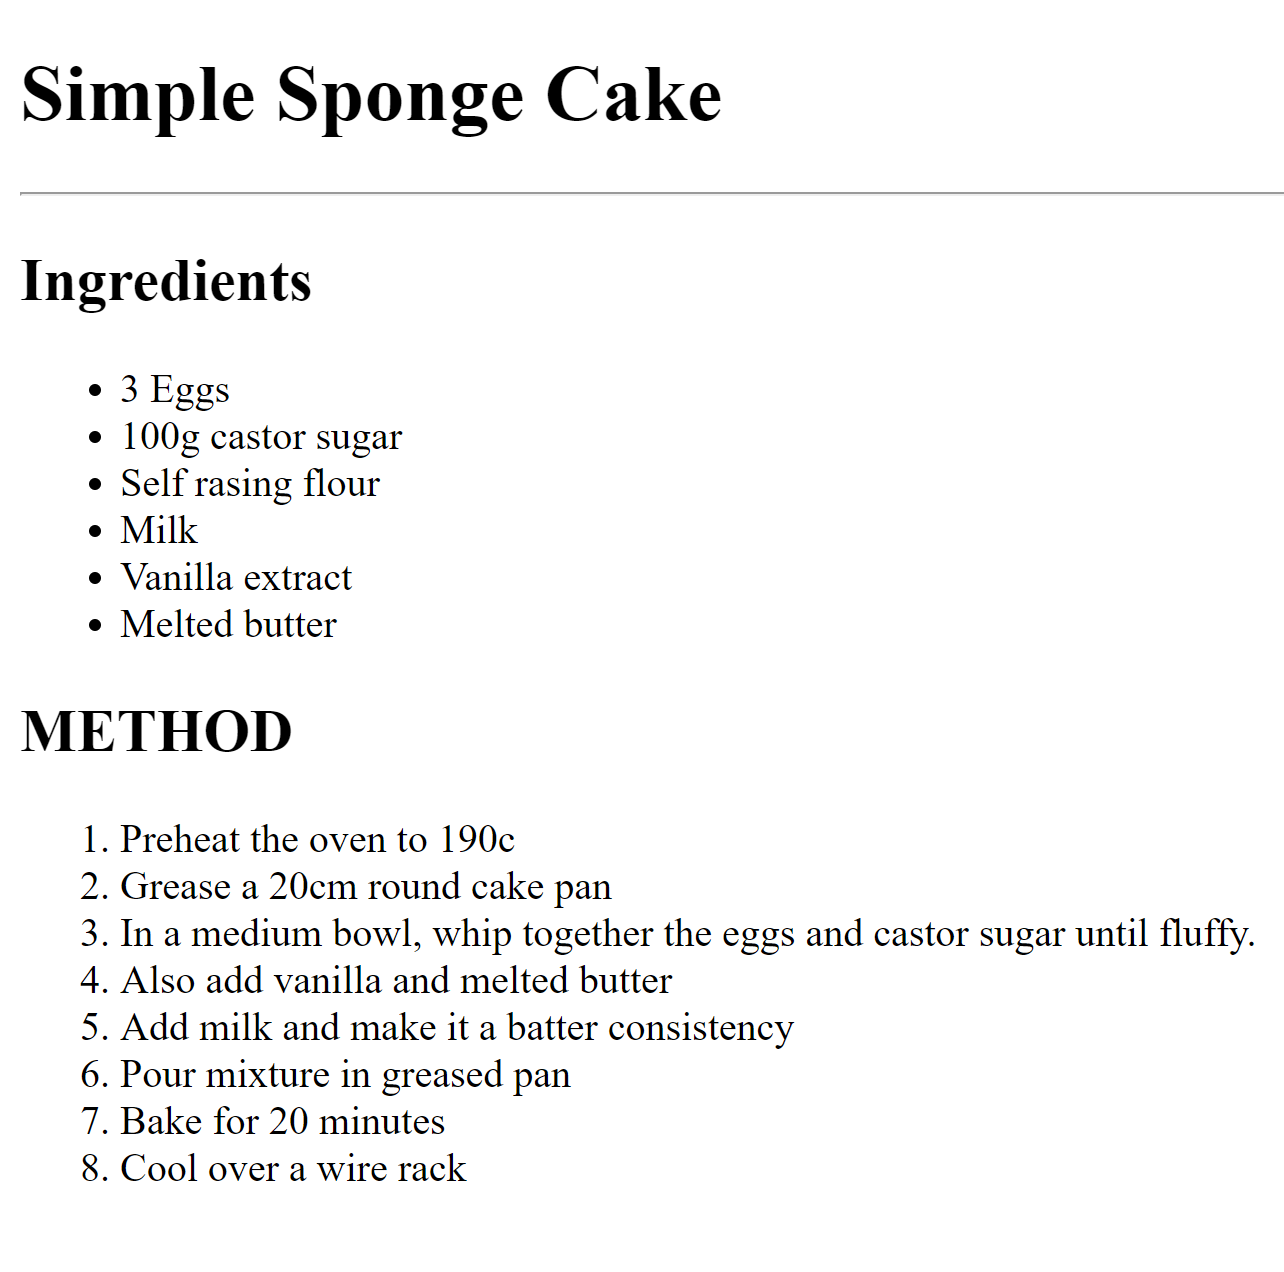 Simple Sponge Cake
Ingredients
• 3 Eggs
• 100g castor sugar
• Self rasing flour
• Milk
• Vanilla extract
• Melted butter
METHOD
1. Preheat the oven to 190c
2. Grease a 20cm round cake pan
3. In a medium bowl, whip together the eggs and castor sugar until fluffy.
4. Also add vanilla and melted butter
5. Add milk and make it a batter consistency
6. Pour mixture in greased pan
7. Bake for 20 minutes
8. Cool over a wire rack